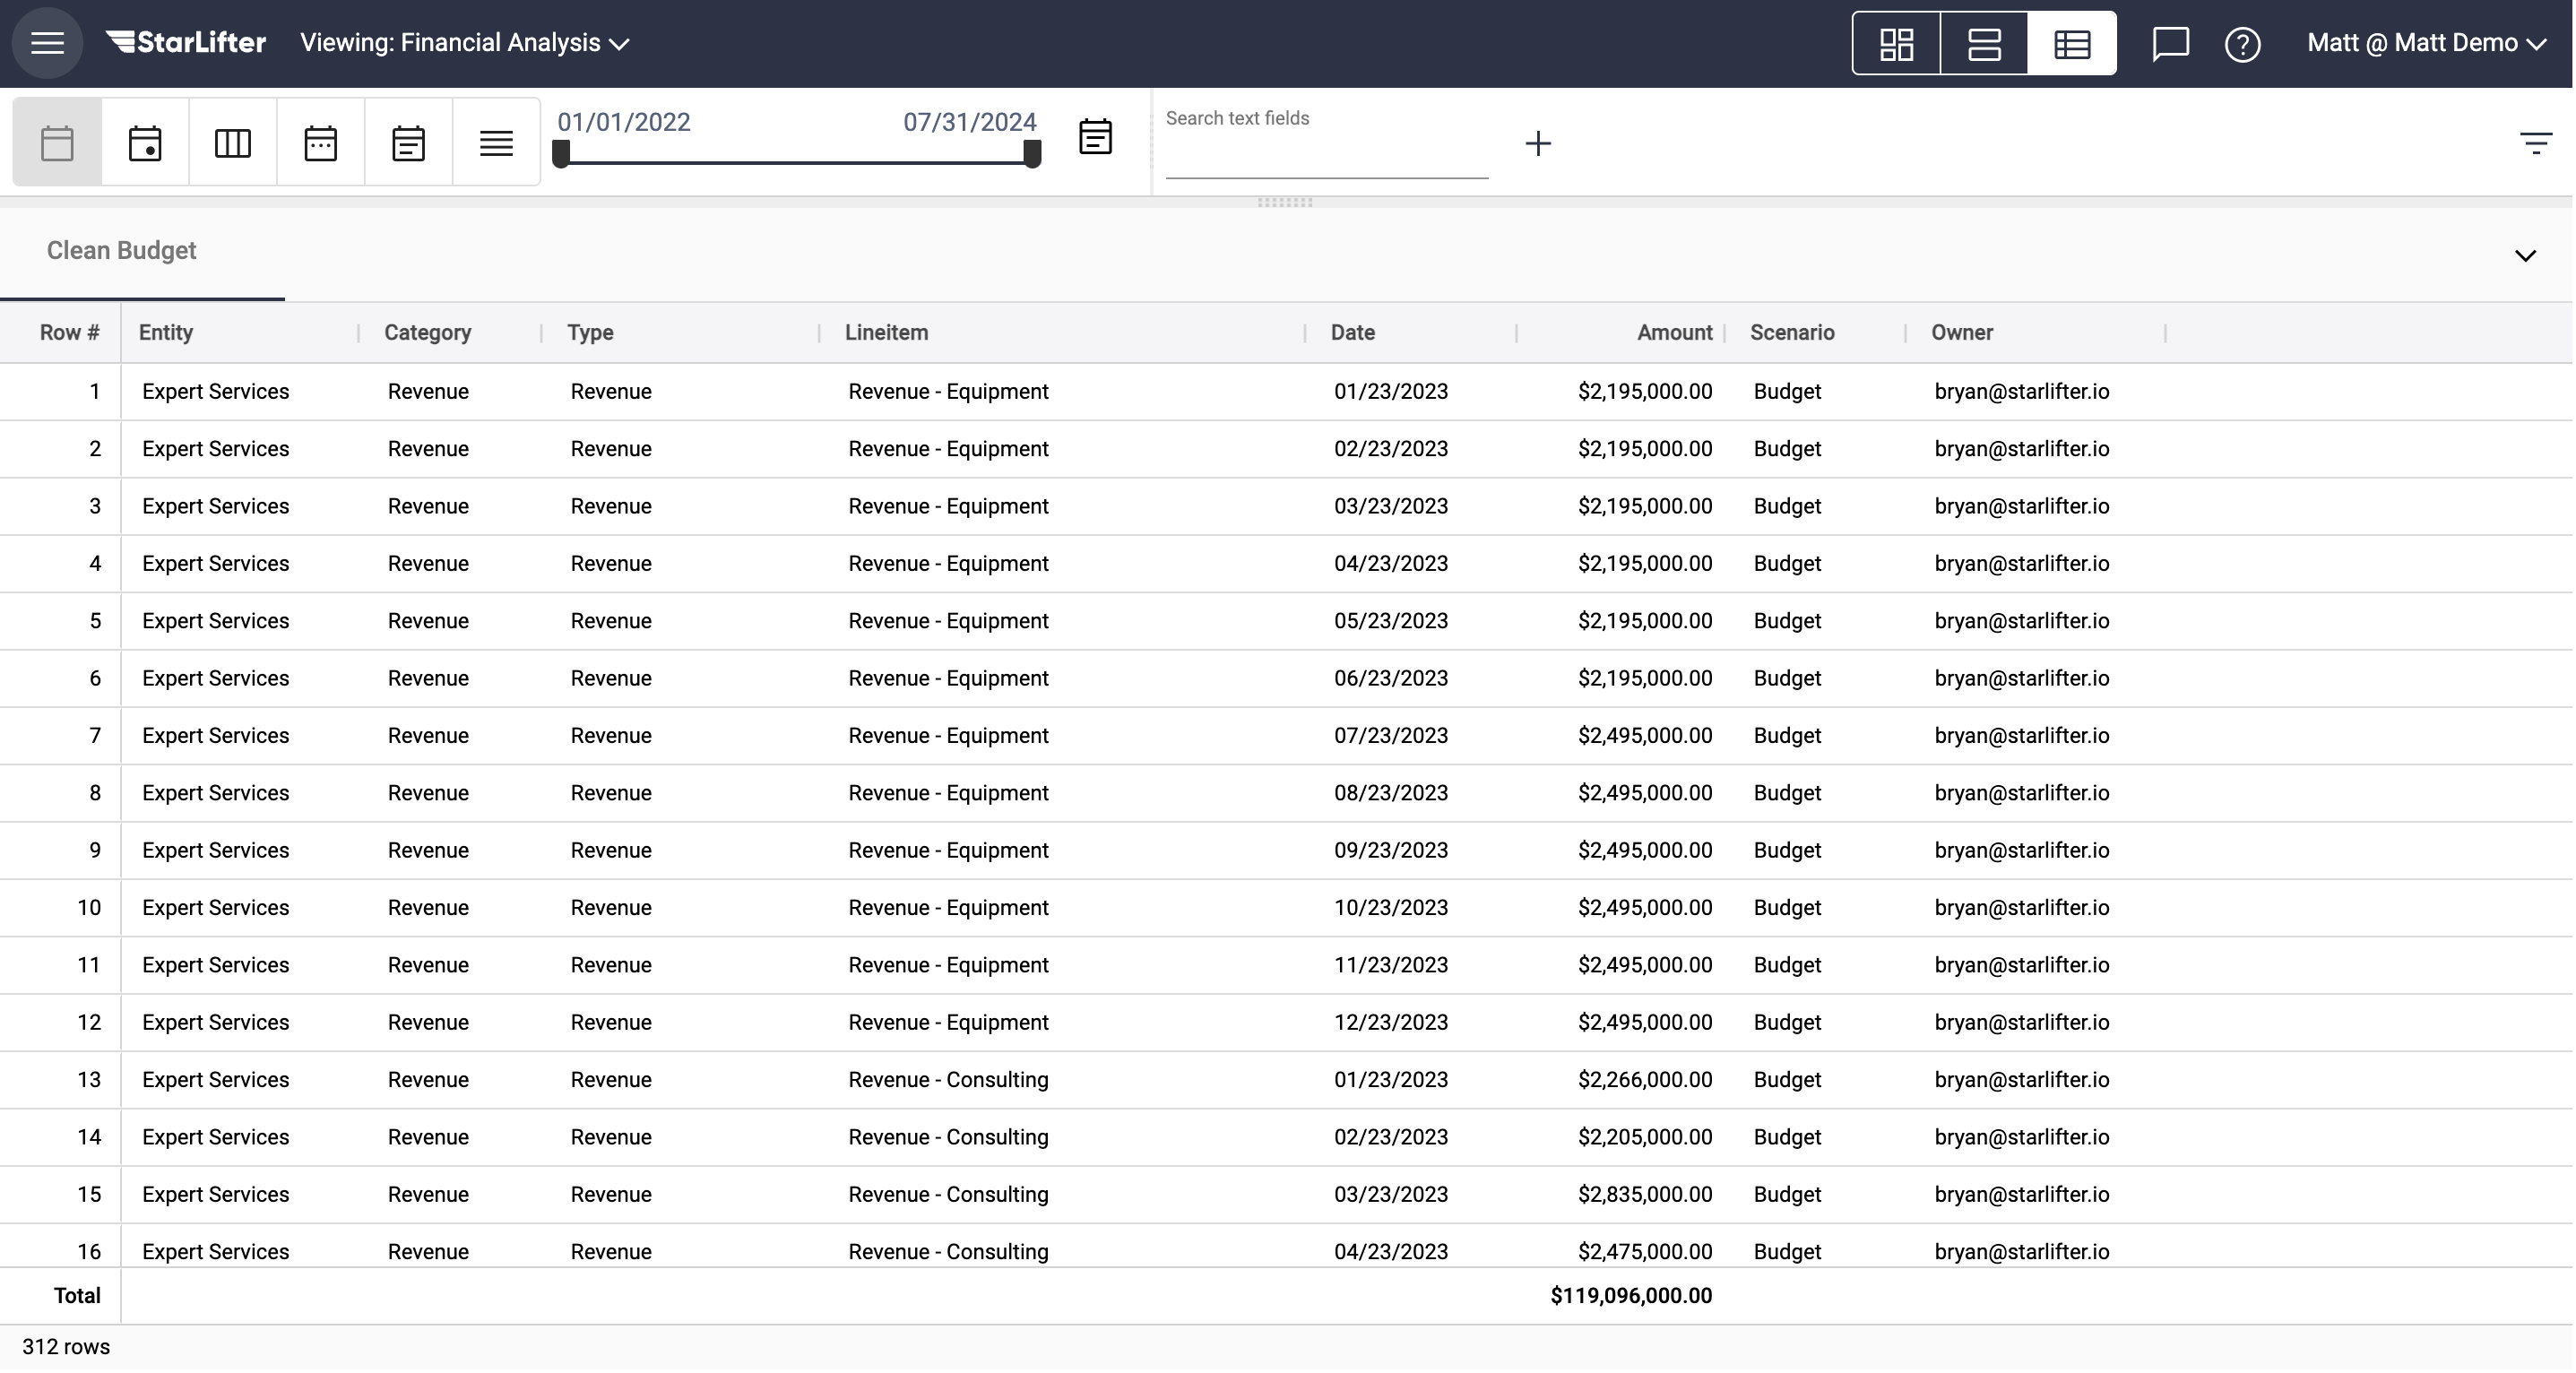 StarLifter Viewing: Financial Analysis Matt @ Matt Demo
01/01/2022 07/31/2024 Search text fields
Clean Budget
Row # Entity Category Type Lineitem Date Amount Scenario Owner
1 Expert Services Revenue Revenue Revenue - Equipment 01/23/2023 $2,195,000.00 Budget bryan@starlifter.io
2 Expert Services Revenue Revenue Revenue - Equipment 02/23/2023 $2,195,000.00 Budget bryan@starlifter.io
3 Expert Services Revenue Revenue Revenue - Equipment 03/23/2023 $2,195,000.00 Budget bryan@starlifter.io
4 Expert Services Revenue Revenue Revenue - Equipment 04/23/2023 $2,195,000.00 Budget bryan@starlifter.io
5 Expert Services Revenue Revenue Revenue - Equipment 05/23/2023 $2,195,000.00 Budget bryan@starlifter.io
6 Expert Services Revenue Revenue Revenue - Equipment 06/23/2023 $2,195,000.00 Budget bryan@starlifter.io
7 Expert Services Revenue Revenue Revenue - Equipment 07/23/2023 $2,495,000.00 Budget bryan@starlifter.io
8 Expert Services Revenue Revenue Revenue - Equipment 08/23/2023 $2,495,000.00 Budget bryan@starlifter.io
9 Expert Services Revenue Revenue Revenue - Equipment 09/23/2023 $2,495,000.00 Budget bryan@starlifter.io
10 Expert Services Revenue Revenue Revenue - Equipment 10/23/2023 $2,495,000.00 Budget bryan@starlifter.io
11 Expert Services Revenue Revenue Revenue - Equipment 11/23/2023 $2,495,000.00 Budget bryan@starlifter.io
12 Expert Services Revenue Revenue Revenue - Equipment 12/23/2023 $2,495,000.00 Budget bryan@starlifter.io
13 Expert Services Revenue Revenue Revenue - Consulting 01/23/2023 $2,266,000.00 Budget bryan@starlifter.io
14 Expert Services Revenue Revenue Revenue - Consulting 02/23/2023 $2,205,000.00 Budget bryan@starlifter.io
15 Expert Services Revenue Revenue Revenue - Consulting 03/23/2023 $2,835,000.00 Budget bryan@starlifter.io
16 Expert Services Revenue Revenue Revenue - Consulting 04/23/2023 $2,475,000.00 Budget bryan@starlifter.io
Total $119,096,000.00
312 rows